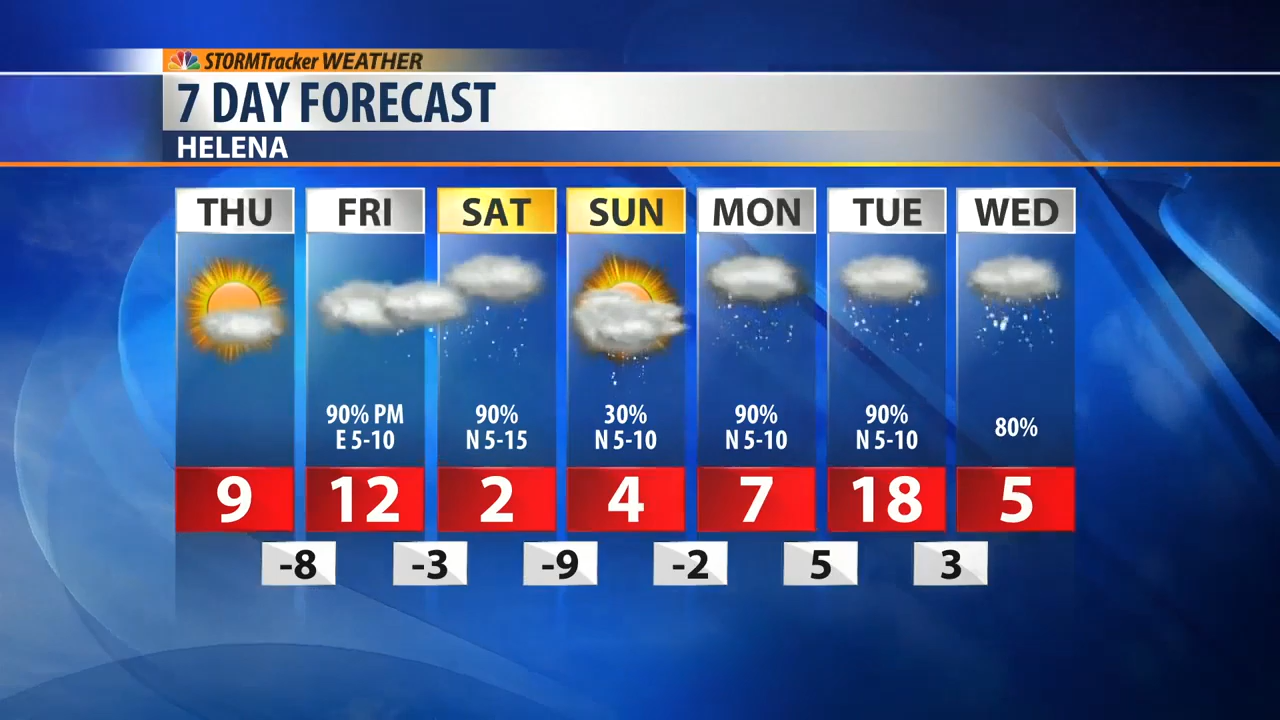 STORMTracker WEATHER
7 DAY FORECAST
HELENA
THU FRI SAT SUN MON TUE WED
90% PM 90% 30% 90% 90% 80%
E 5-10 N 5-15 N 5-10 N 5-10 N 5-10
9 12 2 4 7 18 5
-8 -3 -9 -2 5 3